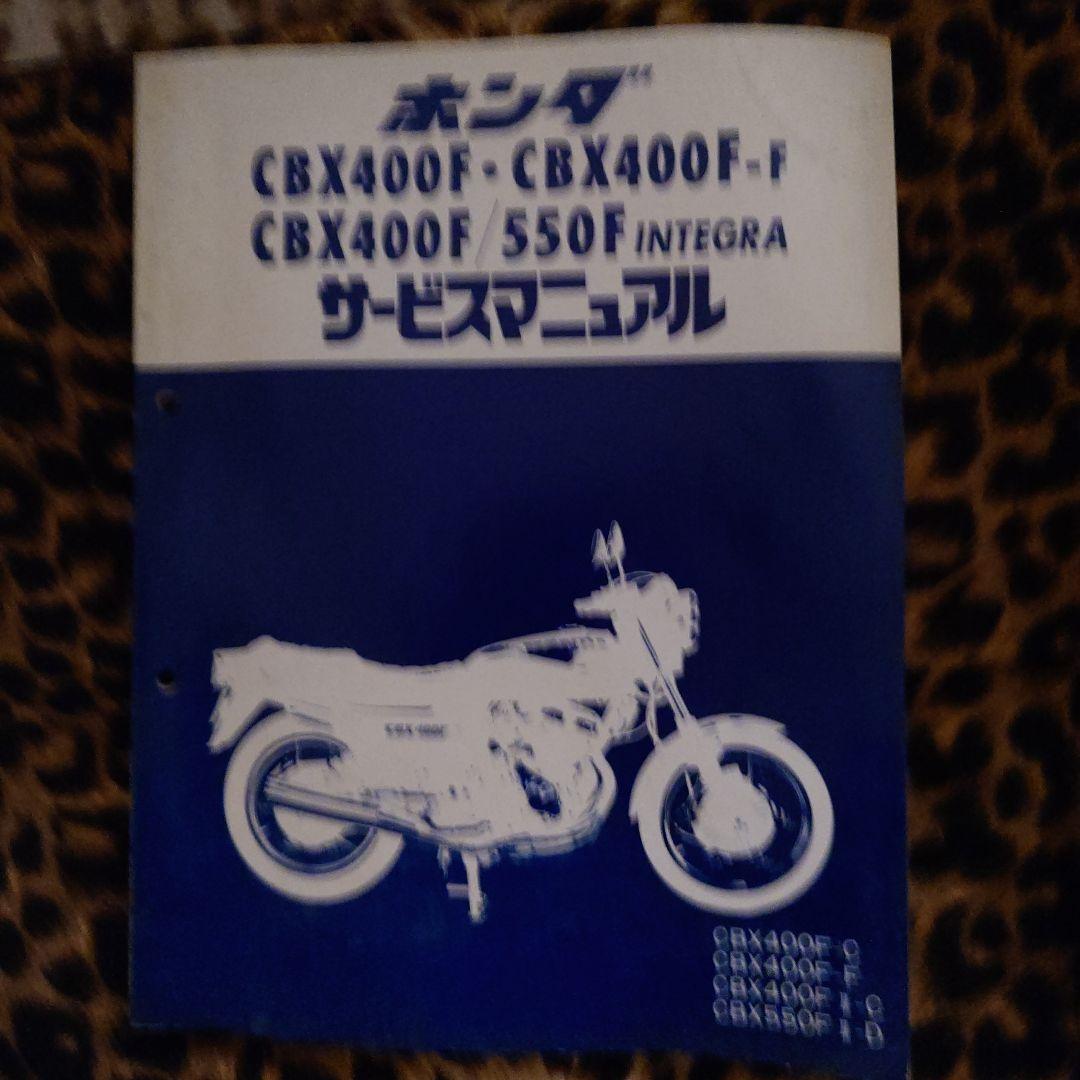 ホンダ
CBX400F・CBX400F-F
CBX400F/550F INTEGRA
サービスマニュアル
CBX400F
CBX400F-C
CBX400F-F
CBX400F I-C
CBX550F I-D